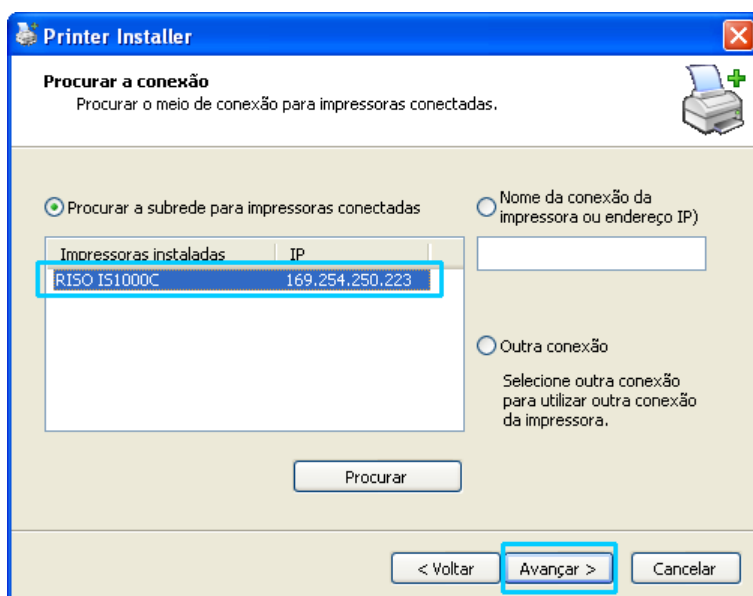 Printer Installer
Procurar a conexão
Procurar o meio de conexão para impressoras conectadas.
Procurar a subrede para impressoras conectadas
Impressoras instaladas IP
RISO IS1000C 169.254.250.223
Procurar
Nome da conexão da
impressora ou endereço IP)
Outra conexão
Selecione outra conexão
para utilizar outra conexão
da impressora.
< Voltar
Avançar >
Cancelar